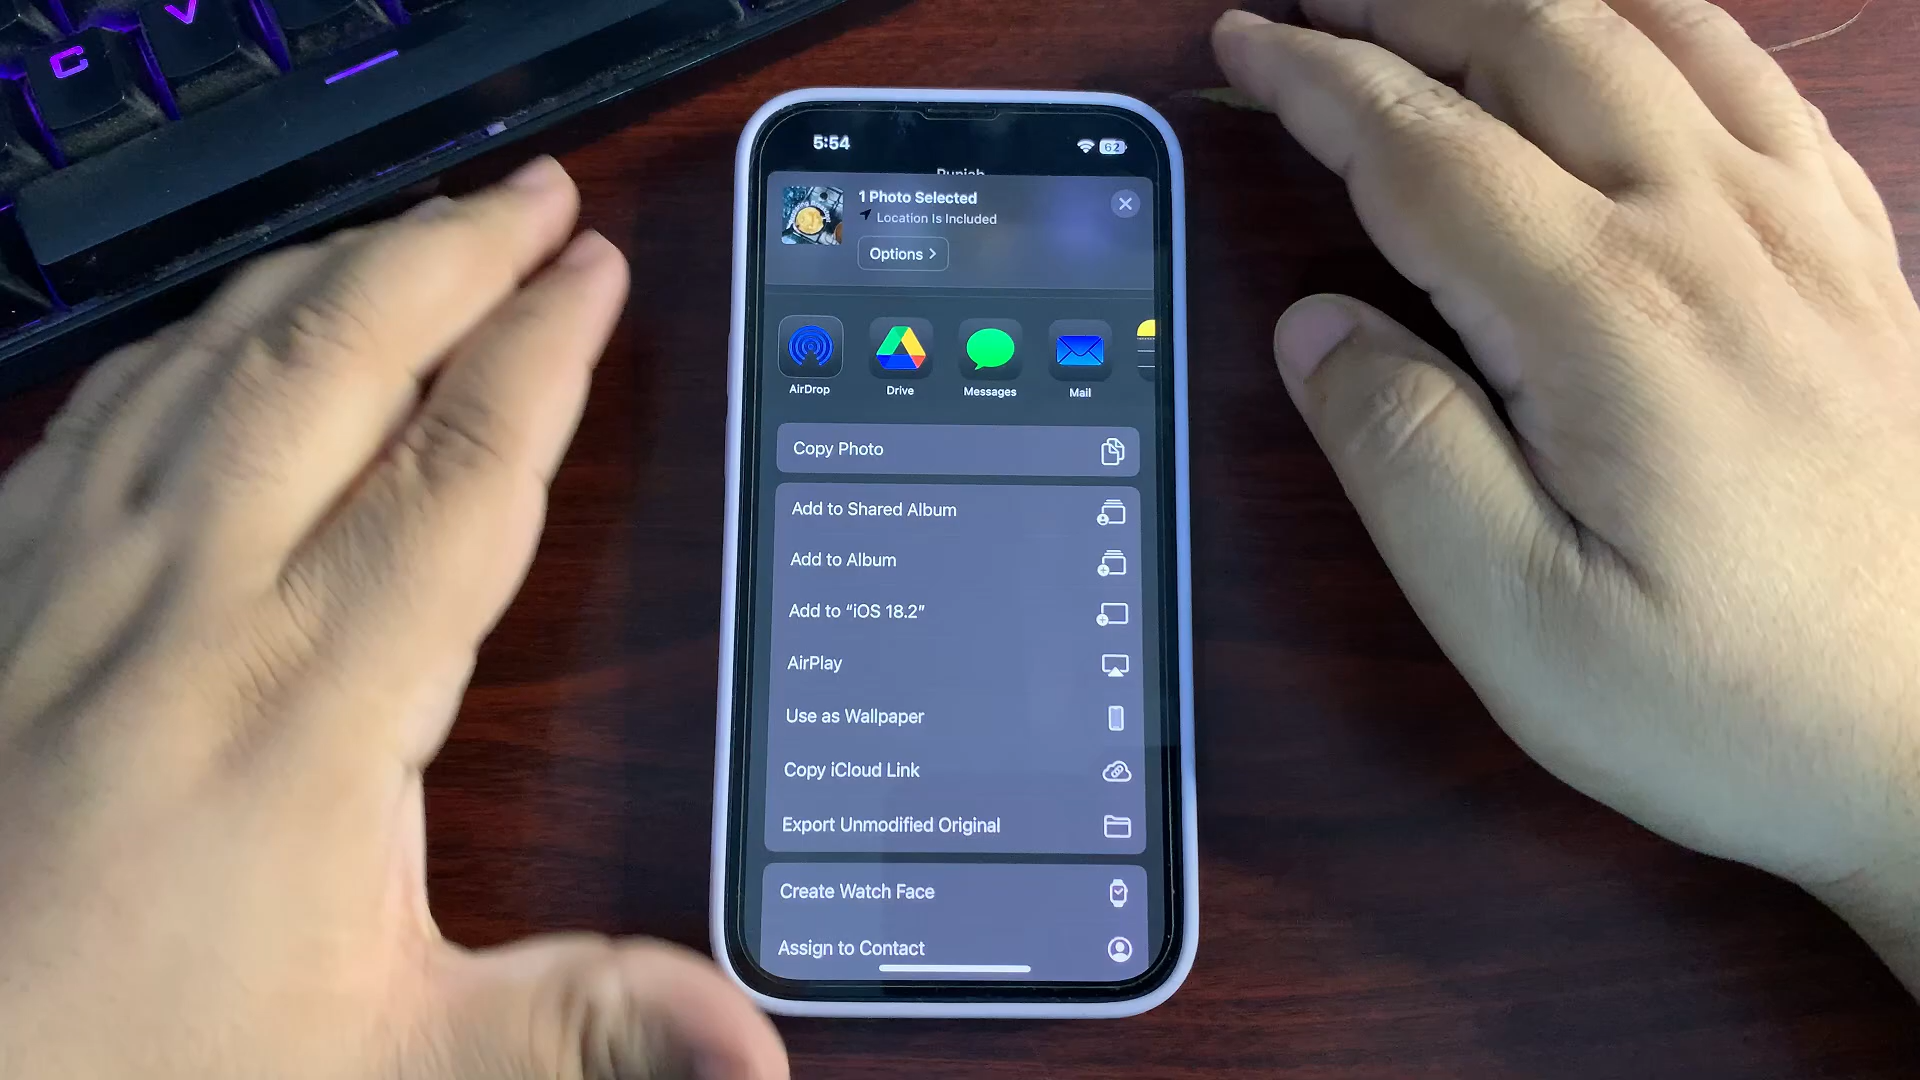 C
V
5:54
62
Punjab
1 Photo Selected
Location Is Included
Options
AirDrop
Drive
Messages
Mail
Copy Photo
Add to Shared Album
Add to Album
Add to “iOS 18.2”
AirPlay
Use as Wallpaper
Copy iCloud Link
Export Unmodified Original
Create Watch Face
Assign to Contact